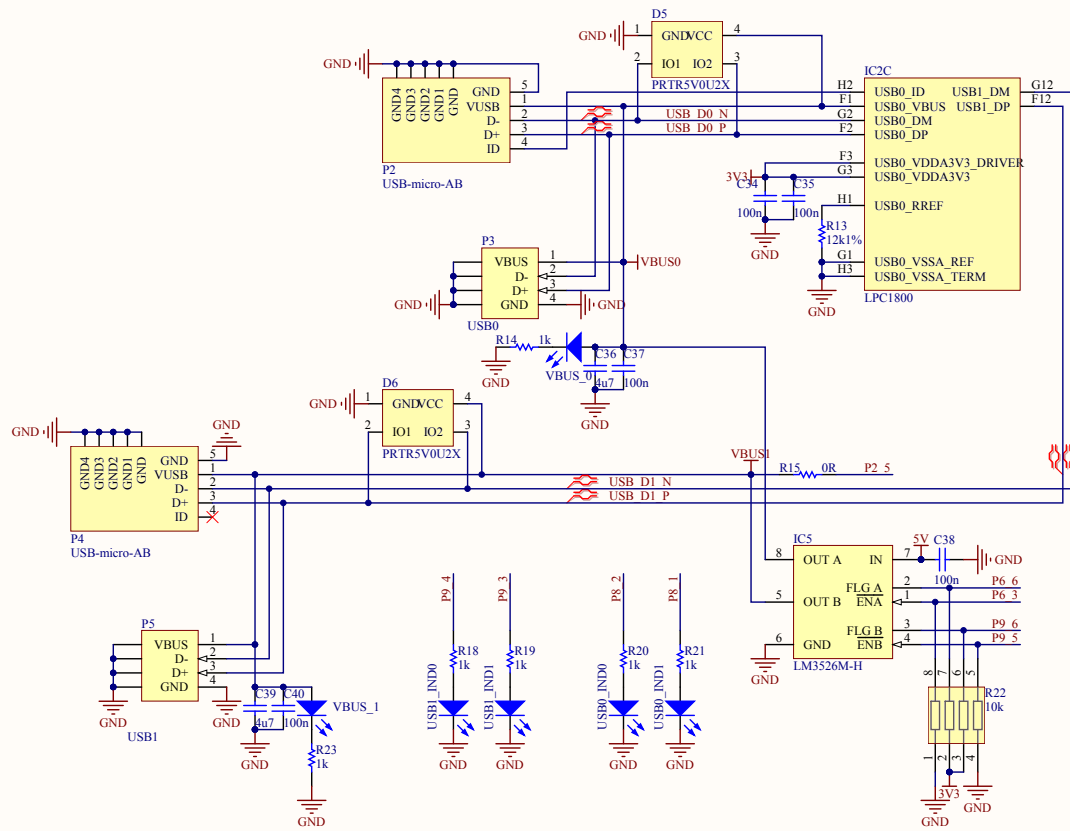 D5
GND
1
GND
VCC
4
2
IO1
IO2
3
PRTR5V0U2X
GND
GND4
GND3
GND2
GND1
GND
GND
5
VUSB
1
D-
2
D+
3
ID
4
P2
USB-micro-AB
USB_D0_N
USB_D0_P
IC2C
H2
USB0_ID
USB1_DM
G12
F1
USB0_VBUS
USB1_DP
F12
G2
USB0_DM
F2
USB0_DP
F3
USB0_VDDA3V3_DRIVER
G3
USB0_VDDA3V3
H1
USB0_RREF
G1
USB0_VSSA_REF
H3
USB0_VSSA_TERM
LPC1800
3V3
C34
C35
100n
100n
GND
R13
12k1%
GND
P3
VBUS
1
D-
2
D+
3
GND
4
USB0
GND
GND
VBUS0
R14
1k
GND
VBUS_0
C36
C37
4u7
100n
GND
D6
GND
1
GND
VCC
4
2
IO1
IO2
3
PRTR5V0U2X
GND
GND
GND4
GND3
GND2
GND1
GND
GND
5
VUSB
1
D-
2
D+
3
ID
4
P4
USB-micro-AB
USB_D1_N
USB_D1_P
VBUS1
R15
0R
P2_5
IC5
8
OUT A
IN
7
5
OUT B
FLG A
2
ENA
1
FLG B
3
6
GND
ENB
4
LM3526M-H
GND
5V
C38
100n
GND
P6_6
P6_3
P9_6
P9_5
8
7
6
5
R22
10k
1
2
3
4
3V3
GND
GND
P5
VBUS
1
D-
2
D+
3
GND
4
USB1
GND
GND
C39
C40
4u7
100n
GND
VBUS_1
R23
1k
GND
P9_4
R18
1k
USB1_IND0
GND
P9_3
R19
1k
USB1_IND1
GND
P8_2
R20
1k
USB0_IND0
GND
P8_1
R21
1k
USB0_IND1
GND